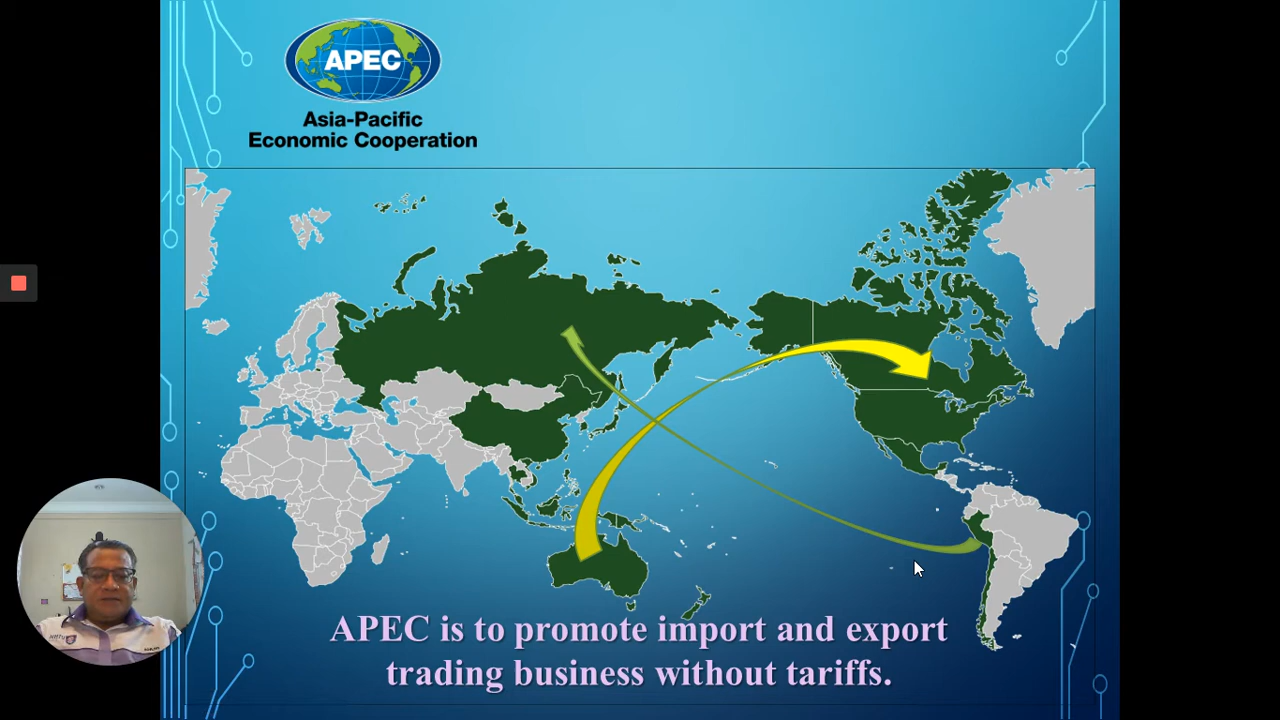 APEC
Asia-Pacific
Economic Cooperation
APEC is to promote import and export
trading business without tariffs.